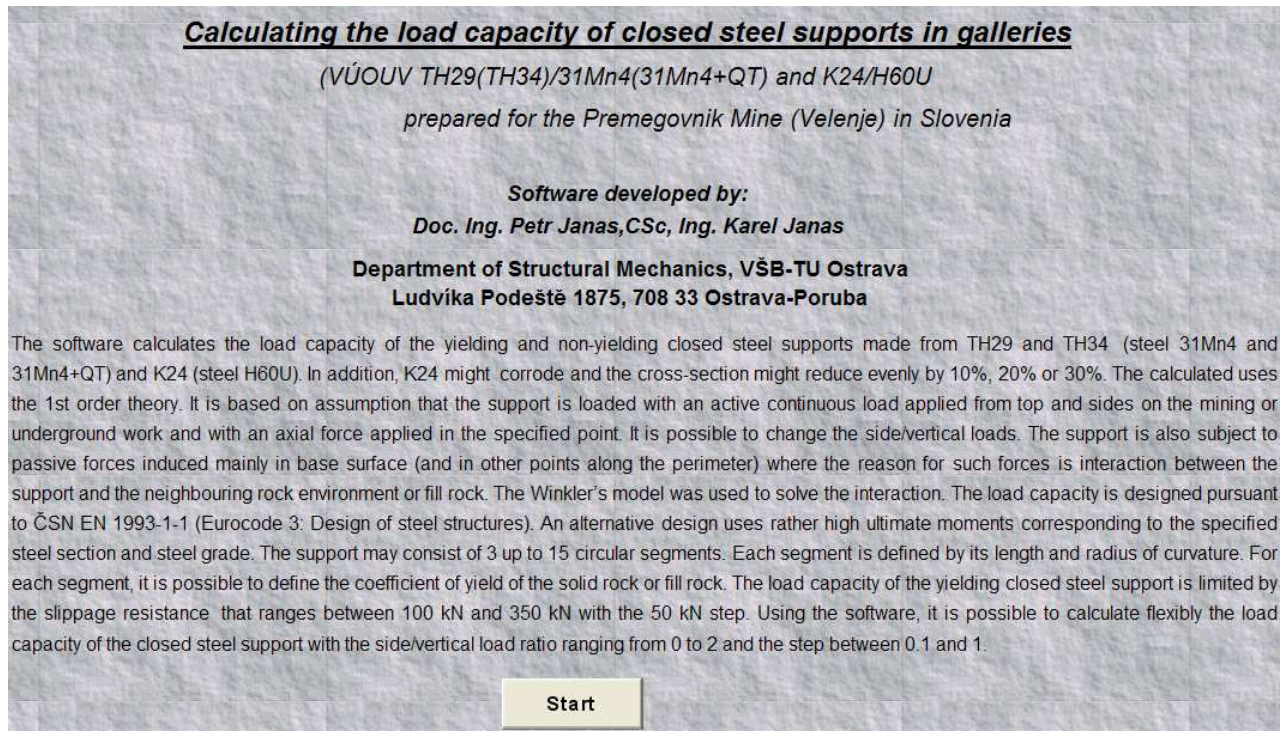 Calculating the load capacity of closed steel supports in galleries
(VÚOUV TH29(TH34)/31Mn4(31Mn4+QT) and K24/H60U
prepared for the Premegovnik Mine (Velenje) in Slovenia
Software developed by:
Doc. Ing. Petr Janas,CSc, Ing. Karel Janas
Department of Structural Mechanics, VŠB-TU Ostrava
Ludvíka Podeště 1875, 708 33 Ostrava-Poruba
The software calculates the load capacity of the yielding and non-yielding closed steel supports made from TH29 and TH34 (steel 31Mn4 and
31Mn4+QT) and K24 (steel H60U). In addition, K24 might corrode and the cross-section might reduce evenly by 10%, 20% or 30%. The calculated uses
the 1st order theory. It is based on assumption that the support is loaded with an active continuous load applied from top and sides on the mining or
underground work and with an axial force applied in the specified point. It is possible to change the side/vertical loads. The support is also subject to
passive forces induced mainly in base surface (and in other points along the perimeter) where the reason for such forces is interaction between the
support and the neighbouring rock environment or fill rock. The Winkler's model was used to solve the interaction. The load capacity is designed pursuant
to ČSN EN 1993-1-1 (Eurocode 3: Design of steel structures). An alternative design uses rather high ultimate moments corresponding to the specified
steel section and steel grade. The support may consist of 3 up to 15 circular segments. Each segment is defined by its length and radius of curvature. For
each segment, it is possible to define the coefficient of yield of the solid rock or fill rock. The load capacity of the yielding closed steel support is limited by
the slippage resistance that ranges between 100 kN and 350 kN with the 50 kN step. Using the software, it is possible to calculate flexibly the load
capacity of the closed steel support with the side/vertical load ratio ranging from 0 to 2 and the step between 0.1 and 1.
Start